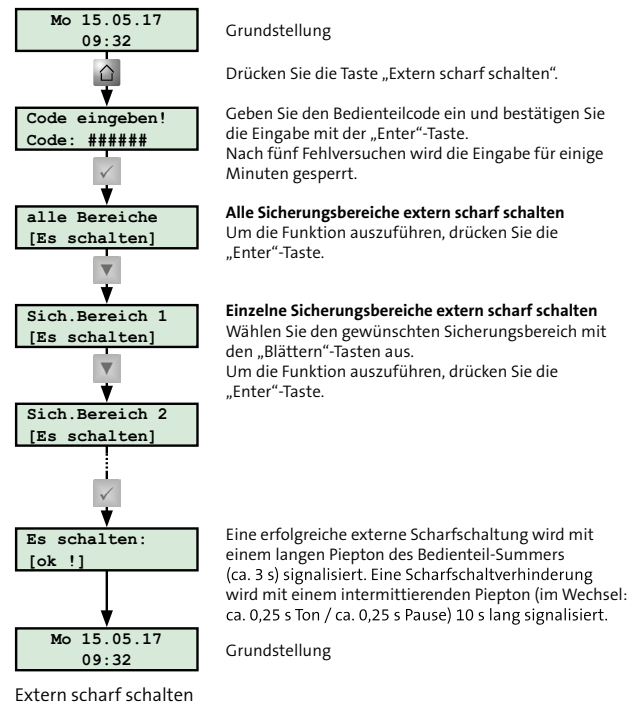 Mo 15.05.17
09:32
Grundstellung
Drücken Sie die Taste „Extern scharf schalten“.
Code eingeben!
Code: ######
Geben Sie den Bedienteilcode ein und bestätigen Sie
die Eingabe mit der „Enter“-Taste.
Nach fünf Fehlversuchen wird die Eingabe für einige
Minuten gesperrt.
alle Bereiche
[Es schalten]
Alle Sicherungsbereiche extern scharf schalten
Um die Funktion auszuführen, drücken Sie die
„Enter“-Taste.
Sich.Bereich 1
[Es schalten]
Einzelne Sicherungsbereiche extern scharf schalten
Wählen Sie den gewünschten Sicherungsbereich mit
den „Blättern“-Tasten aus.
Um die Funktion auszuführen, drücken Sie die
„Enter“-Taste.
Sich.Bereich 2
[Es schalten]
Es schalten:
[ok !]
Eine erfolgreiche externe Scharfschaltung wird mit
einem langen Piepton des Bedienteil-Summers
(ca. 3 s) signalisiert. Eine Scharfschaltverhinderung
wird mit einem intermittierenden Piepton (im Wechsel:
ca. 0,25 s Ton / ca. 0,25 s Pause) 10 s lang signalisiert.
Mo 15.05.17
09:32
Grundstellung
Extern scharf schalten